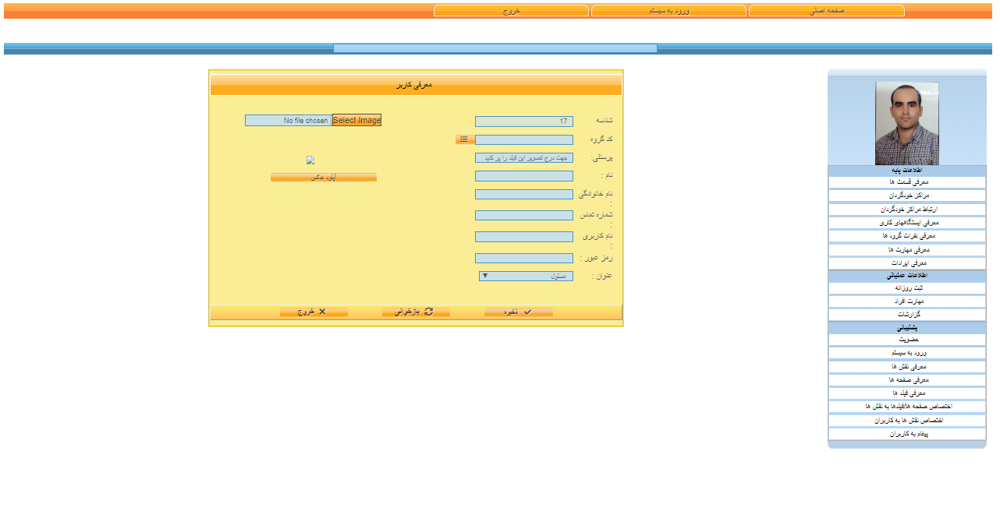 صفحه اصلی
ورود به سیستم
خروج
معرفی کاربر
شناسه
17
کد گروه
پرسنلی:
جهت درج تصویر این فیلد را پر کنید
نام :
نام خانوادگی
:
شماره تماس
:
نام کاربری
:
رمز عبور :
عنوان :
مسئول
Select Image
No file chosen
آپلود عکس
ذخیره
بازخوانی
خروج
اطلاعات پایه
معرفی قسمت ها
مراکز خودگردان
ارتباط مراکز خودگردان
معرفی ایستگاههای کاری
معرفی نفرات گروه ها
معرفی مهارت ها
معرفی ایرادات
اطلاعات عملیاتی
ثبت روزانه
مهارت افراد
گزارشات
پشتیبانی
عضویت
ورود به سیستم
معرفی نقش ها
معرفی صفحه ها
معرفی فیلد ها
اختصاص صفحه ها/فیلدها به نقش ها
اختصاص نقش ها به کاربران
پیغام به کاربران